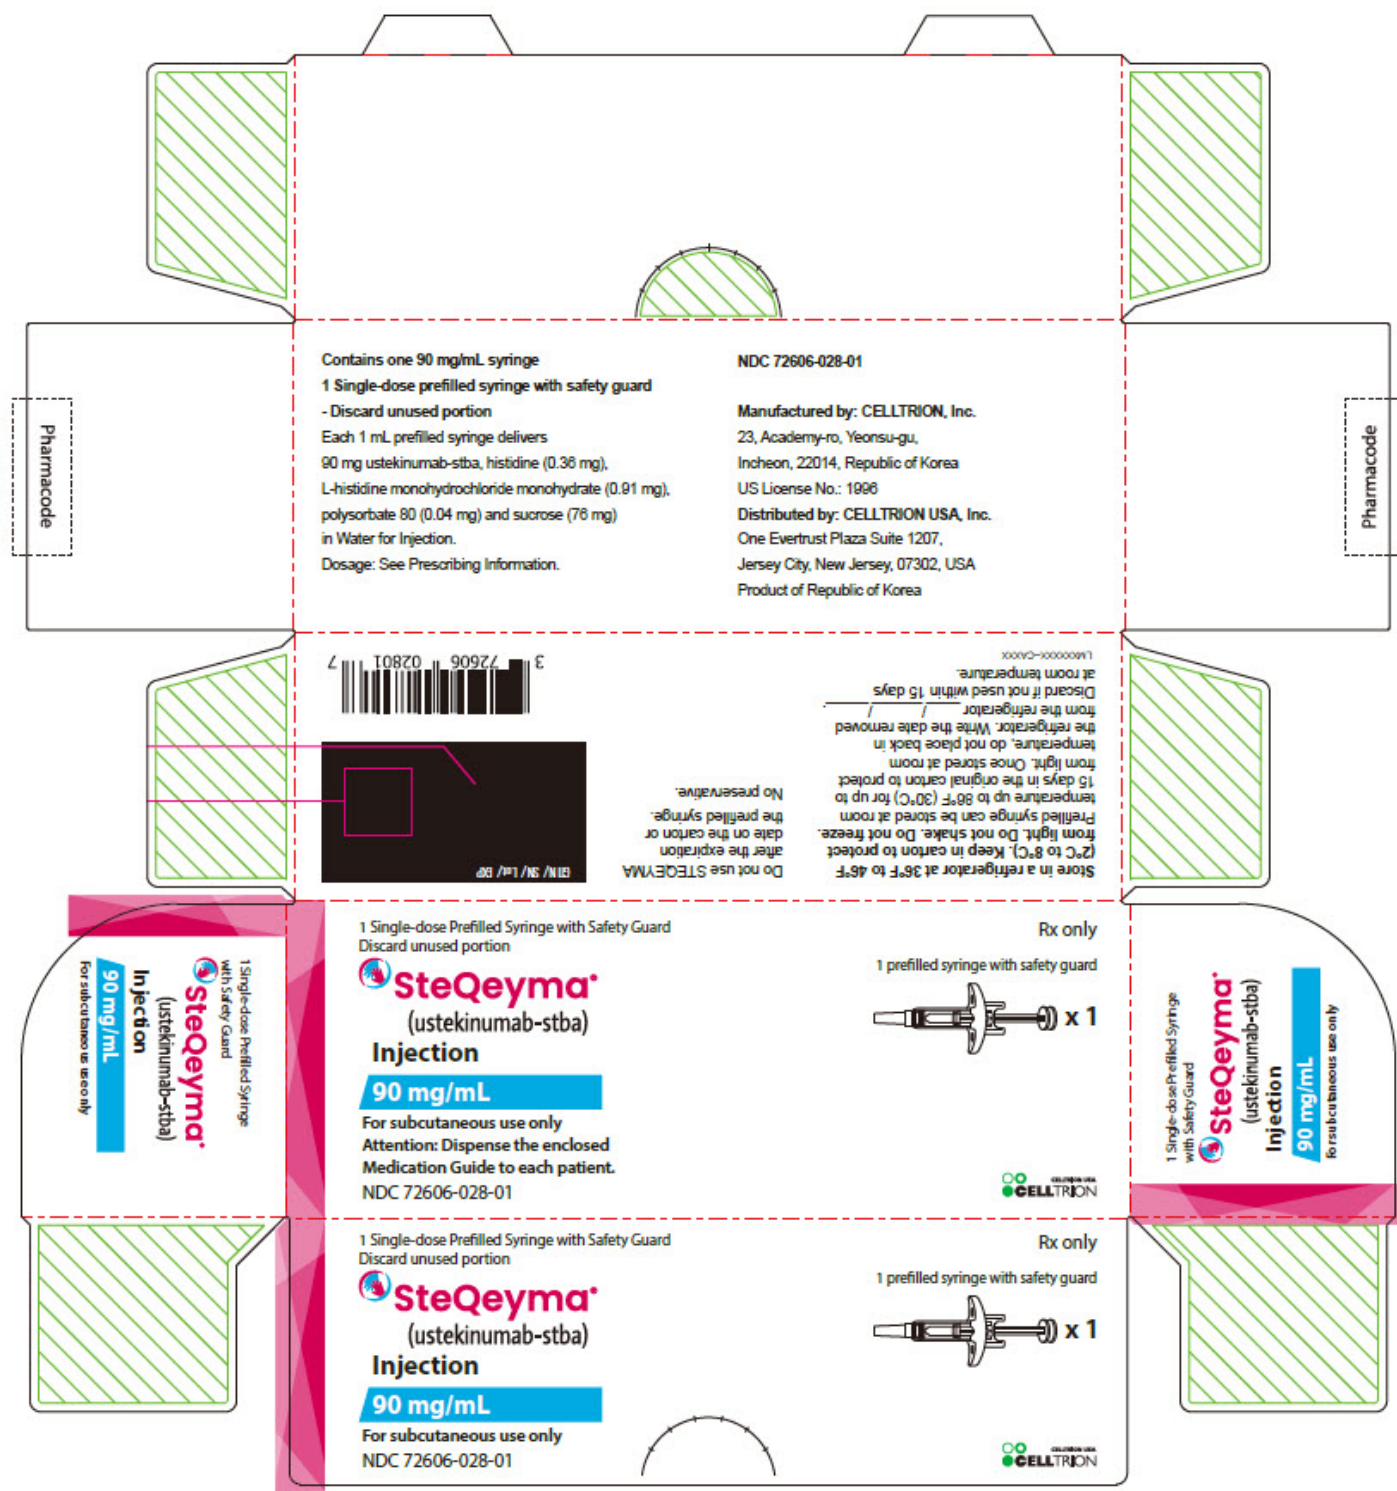 Contains one 90 mg/mL syringe
1 Single-dose prefilled syringe with safety guard
- Discard unused portion
Each 1 mL prefilled syringe delivers
90 mg ustekinumab-stba, histidine (0.36 mg),
L-histidine monohydrochloride monohydrate (0.91 mg),
polysorbate 80 (0.04 mg) and sucrose (76 mg)
in Water for Injection.
Dosage: See Prescribing Information.
NDC 72606-028-01
Manufactured by: CELLTRION, Inc.
23, Academy-ro, Yeonsu-gu,
Incheon, 22014, Republic of Korea
US License No.: 1996
Distributed by: CELLTRION USA, Inc.
One Evertrust Plaza Suite 1207,
Jersey City, New Jersey, 07302, USA
Product of Republic of Korea
Pharmacode
Pharmacode
Store in a refrigerator at 36°F to 46°F
(2°C to 8°C). Keep in carton to protect
from light. Do not shake. Do not freeze.
Prefilled syringe can be stored at room
temperature up to 86°F (30°C) for up to
15 days in the original carton to protect
from light. Once stored at room
temperature, do not place back in
the refrigerator. Write the date removed
from the refrigerator ____/____/____.
Discard if not used within 15 days
at room temperature.
LMXXXXXX-CAXXX
Do not use STEQEYMA
after the expiration
date on the carton or
the prefilled syringe.
No preservative.
GTIN/ SN/ Lot/ EXP
3 72606 02801 7
1 Single-dose Prefilled Syringe with Safety Guard
Discard unused portion
SteQeyma
(ustekinumab-stba)
Injection
90 mg/mL
For subcutaneous use only
Attention: Dispense the enclosed
Medication Guide to each patient.
NDC 72606-028-01
Rx only
1 prefilled syringe with safety guard
x 1
CELLTRION USA
CELLTRION
1 Single-dose Prefilled Syringe
with Safety Guard
SteQeyma
(ustekinumab-stba)
Injection
90 mg/mL
For subcutaneous use only
1 Single-dose Prefilled Syringe
with Safety Guard
SteQeyma
(ustekinumab-stba)
Injection
90 mg/mL
For subcutaneous use only
1 Single-dose Prefilled Syringe with Safety Guard
Discard unused portion
SteQeyma
(ustekinumab-stba)
Injection
90 mg/mL
For subcutaneous use only
NDC 72606-028-01
Rx only
1 prefilled syringe with safety guard
x 1
CELLTRION USA
CELLTRION